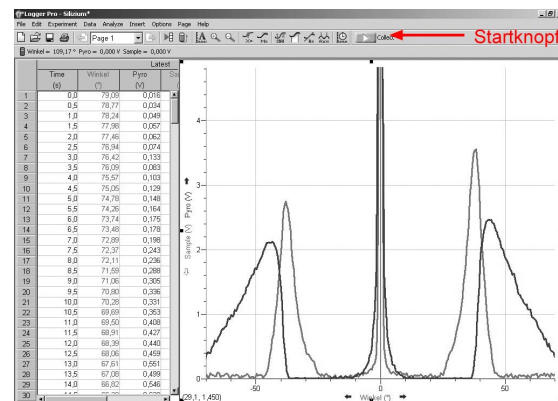 *Logger Pro - Silizium*
File Edit Experiment Data Analyze Insert Options Page Help
Page 1
Collect
Startknopf
Winkel = 109,17 ° Pyro = 0,000 V Sample = 0,000 V
Latest
Time Winkel Pyro
(s) (°) (V)
1 0,0 79,09 0,016
2 0,5 78,77 0,034
3 1,0 78,24 0,049
4 1,5 77,98 0,057
5 2,0 77,46 0,062
6 2,5 76,94 0,074
7 3,0 76,42 0,133
8 3,5 76,09 0,083
9 4,0 75,57 0,103
10 4,5 75,05 0,129
11 5,0 74,78 0,148
12 5,5 74,26 0,164
13 6,0 73,74 0,175
14 6,5 73,48 0,178
15 7,0 72,89 0,198
16 7,5 72,37 0,243
17 8,0 72,11 0,236
18 8,5 71,59 0,288
19 9,0 71,06 0,305
20 9,5 70,80 0,336
21 10,0 70,28 0,331
22 10,5 69,69 0,353
23 11,0 69,50 0,408
24 11,5 68,91 0,427
25 12,0 68,39 0,440
26 12,5 68,06 0,459
27 13,0 67,61 0,551
28 13,5 67,08 0,499
29 14,0 66,82 0,546
30
Sample (V) Pyro (V)
4
3
2
1
0
-50 0 50
(29,1, 1,450)
Winkel (°)